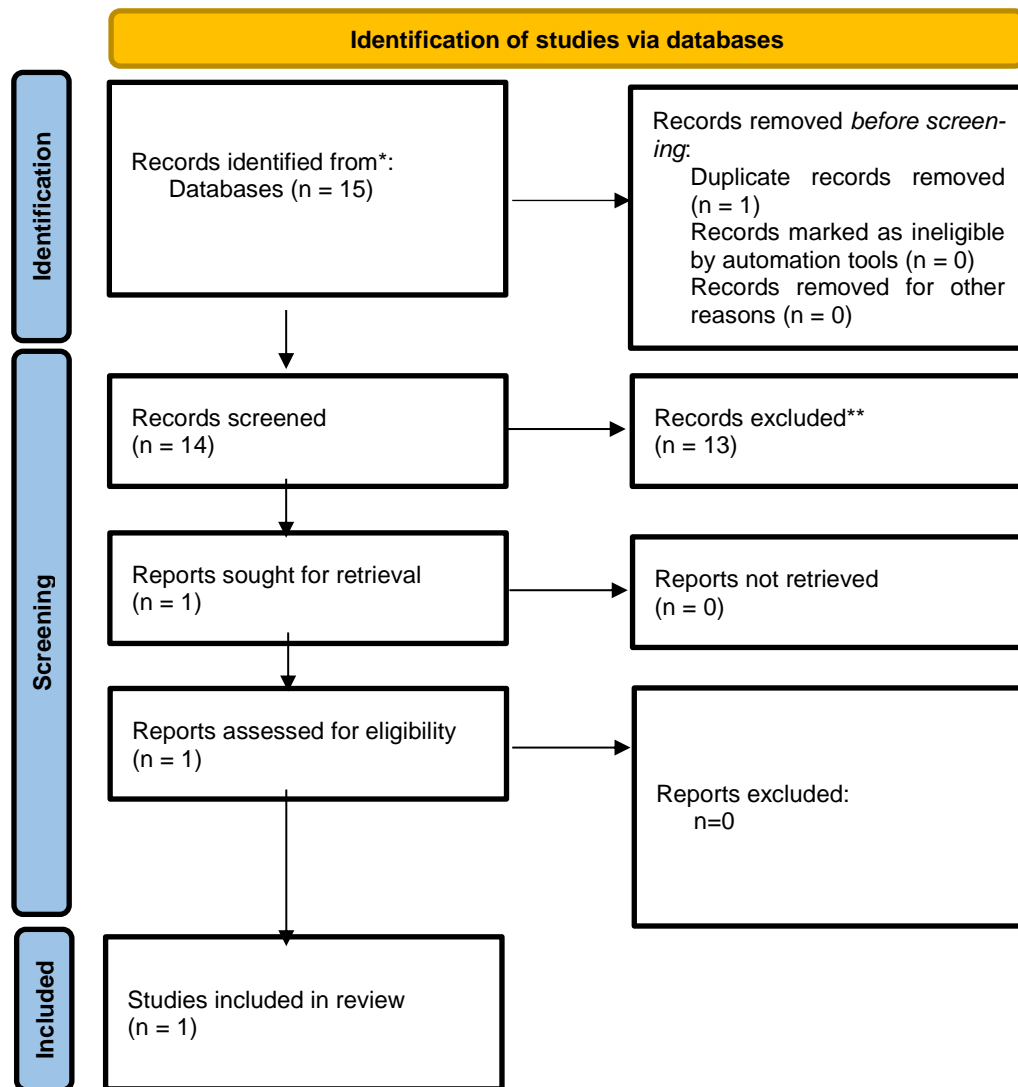 Identification of studies via databases
Identification
Records identified from*:
Databases (n = 15)
Records removed before screen-
ing:
Duplicate records removed
(n = 1)
Records marked as ineligible
by automation tools (n = 0)
Records removed for other
reasons (n = 0)
Screening
Records screened
(n = 14)
Records excluded**
(n = 13)
Reports sought for retrieval
(n = 1)
Reports not retrieved
(n = 0)
Reports assessed for eligibility
(n = 1)
Reports excluded:
n=0
Included
Studies included in review
(n = 1)